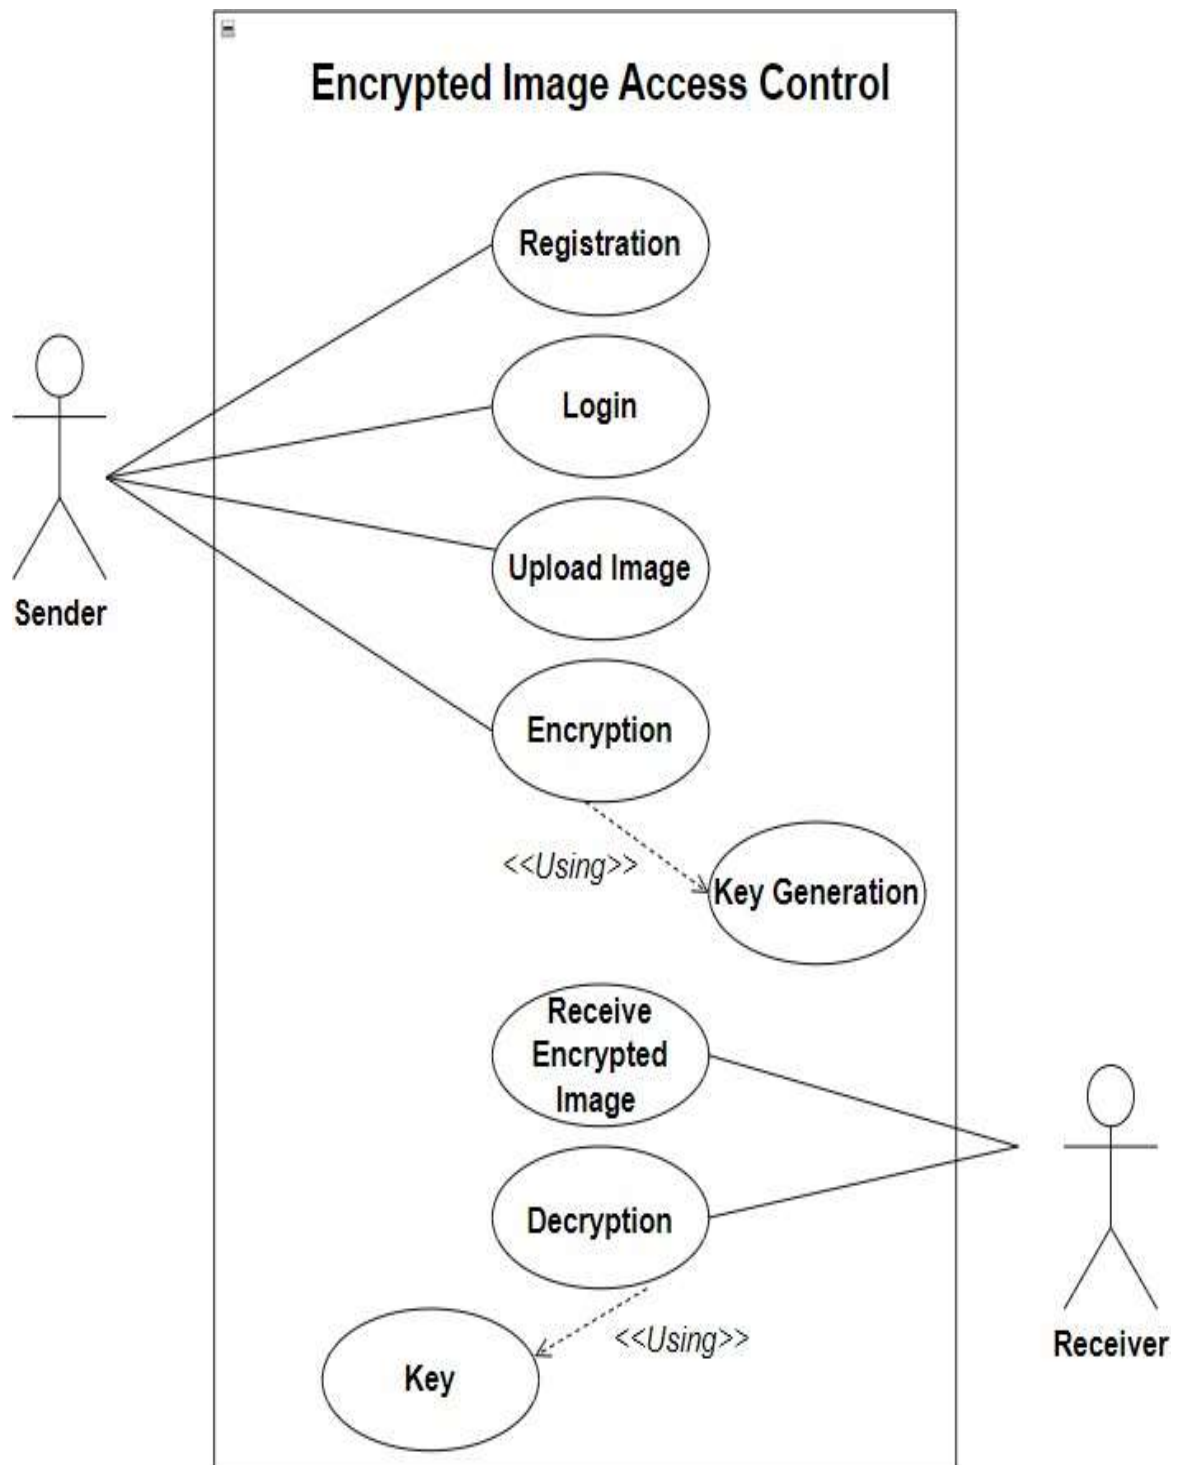 Encrypted Image Access Control
Registration
Login
Upload Image
Sender
Encryption
<<Using>>
Key Generation
Receive
Encrypted
Image
Decryption
<<Using>>
Receiver
Key